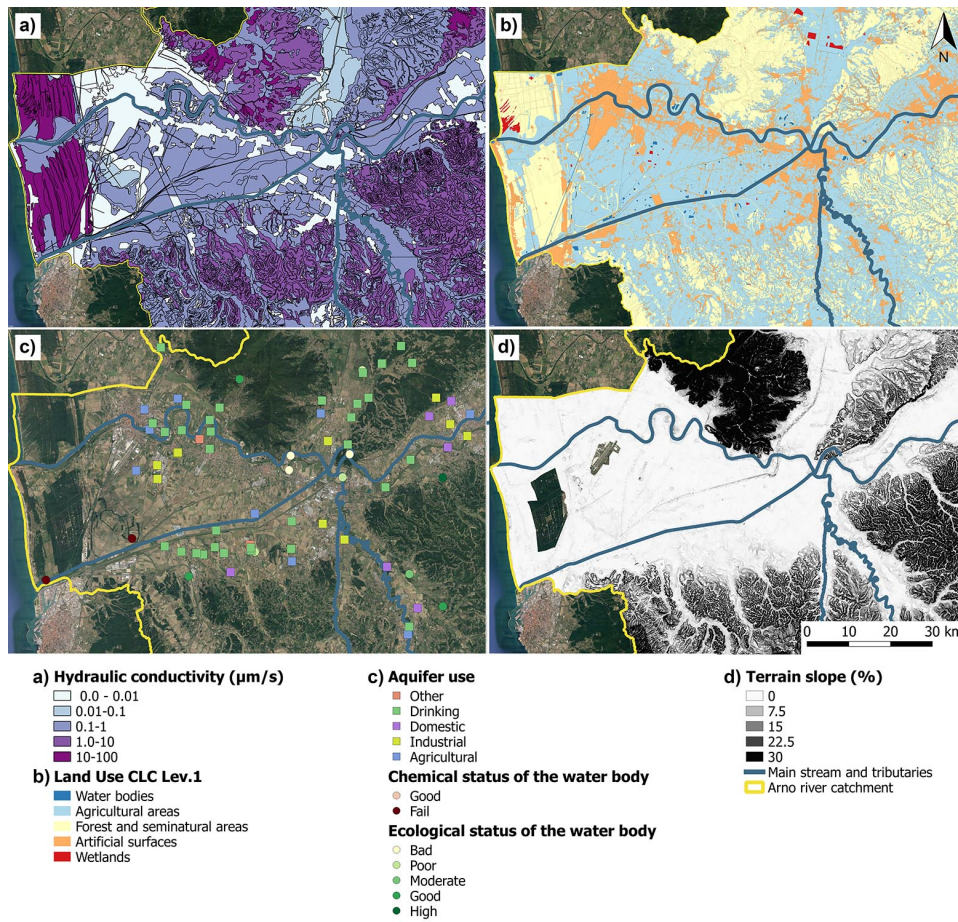 a)
b)
N
c)
d)
0 10 20 30 km
a) Hydraulic conductivity (µm/s)
0.0 - 0.01
0.01-0.1
0.1-1
1.0-10
10-100
b) Land Use CLC Lev.1
Water bodies
Agricultural areas
Forest and seminatural areas
Artificial surfaces
Wetlands
c) Aquifer use
Other
Drinking
Domestic
Industrial
Agricultural
Chemical status of the water body
Good
Fail
Ecological status of the water body
Bad
Poor
Moderate
Good
High
d) Terrain slope (%)
0
7.5
15
22.5
30
Main stream and tributaries
Arno river catchment